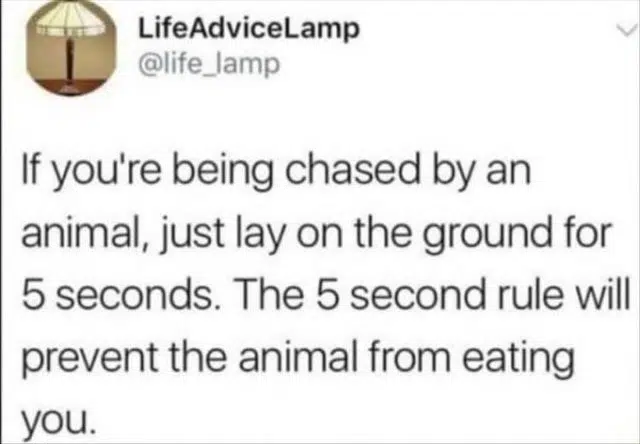 LifeAdviceLamp
@life_lamp
If you're being chased by an
animal, just lay on the ground for
5 seconds. The 5 second rule will
prevent the animal from eating
you.